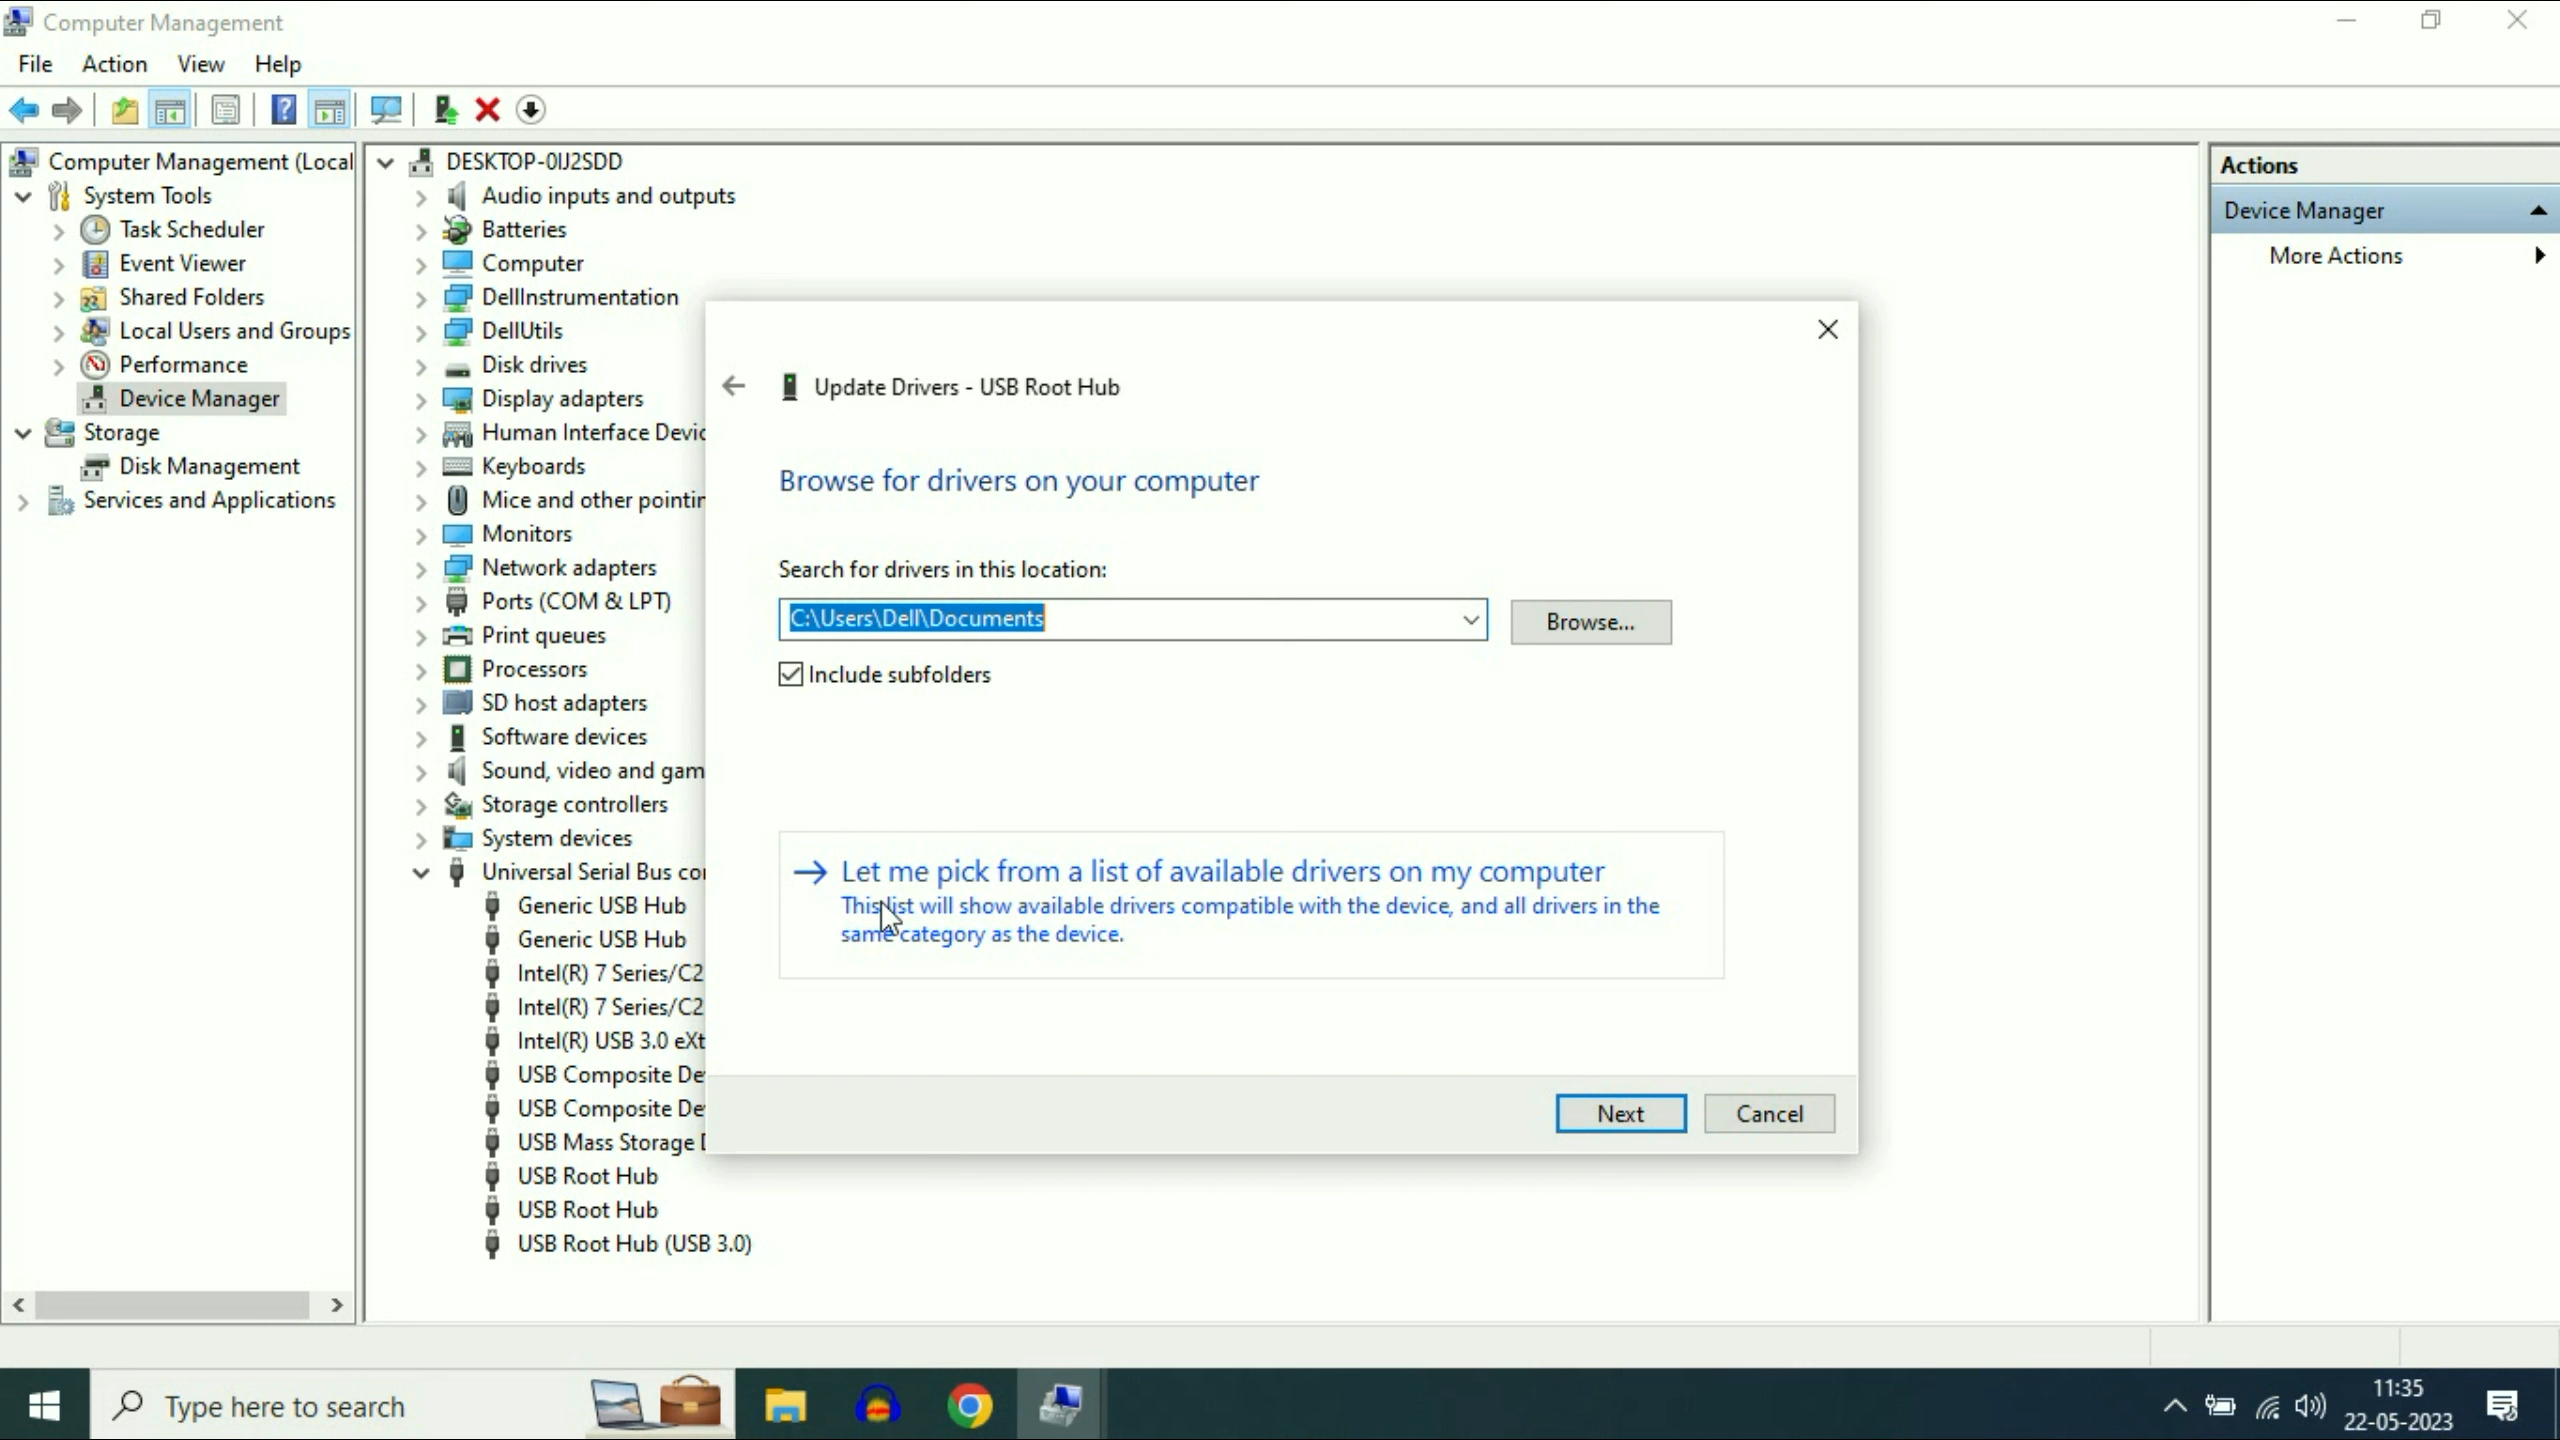 Computer Management
File Action View Help
Computer Management (Local
System Tools
Task Scheduler
Event Viewer
Shared Folders
Local Users and Groups
Performance
Device Manager
Storage
Disk Management
Services and Applications
DESKTOP-0IJ2SDD
Audio inputs and outputs
Batteries
Computer
DellInstrumentation
DellUtils
Disk drives
Display adapters
Human Interface Devic
Keyboards
Mice and other pointin
Monitors
Network adapters
Ports (COM & LPT)
Print queues
Processors
SD host adapters
Software devices
Sound, video and gam
Storage controllers
System devices
Universal Serial Bus co
Generic USB Hub
Generic USB Hub
Intel(R) 7 Series/C2
Intel(R) 7 Series/C2
Intel(R) USB 3.0 eXt
USB Composite De
USB Composite De
USB Mass Storage D
USB Root Hub
USB Root Hub
USB Root Hub (USB 3.0)
Update Drivers - USB Root Hub
Browse for drivers on your computer
Search for drivers in this location:
C:\Users\Dell\Documents
Browse...
Include subfolders
Let me pick from a list of available drivers on my computer
This list will show available drivers compatible with the device, and all drivers in the
same category as the device.
Next
Cancel
Actions
Device Manager
More Actions
Type here to search
11:35
22-05-2023